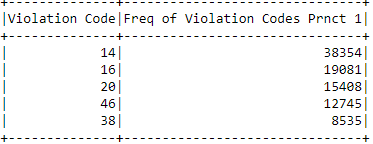 +--------------+-------------------------------+
|Violation Code|Freq of Violation Codes Prnct 1|
+--------------+-------------------------------+
|            14|                          38354|
|            16|                          19081|
|            20|                          15408|
|            46|                          12745|
|            38|                           8535|
+--------------+-------------------------------+